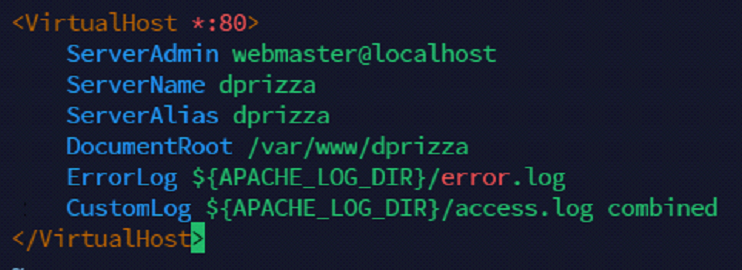 <VirtualHost *:80>
ServerAdmin webmaster@localhost
ServerName dprizza
ServerAlias dprizza
DocumentRoot /var/www/dprizza
ErrorLog ${APACHE_LOG_DIR}/error.log
CustomLog ${APACHE_LOG_DIR}/access.log combined
</VirtualHost>
~